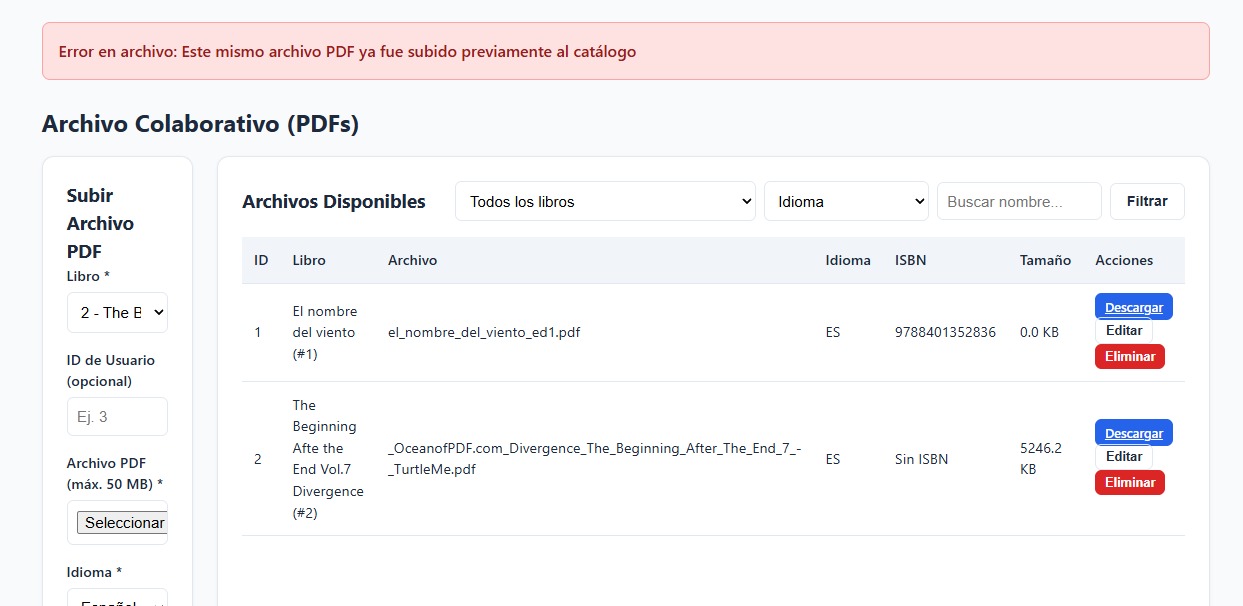 Error en archivo: Este mismo archivo PDF ya fue subido previamente al catálogo
Archivo Colaborativo (PDFs)
Subir
Archivo
PDF
Libro *
2 - The B
ID de Usuario
(opcional)
Ej. 3
Archivo PDF
(máx. 50 MB) *
Seleccionar
Idioma *
Español
Archivos Disponibles
Todos los libros
Idioma
Buscar nombre...
Filtrar
ID Libro Archivo Idioma ISBN Tamaño Acciones
1
El nombre
del viento
(#1)
el_nombre_del_viento_ed1.pdf
ES
9788401352836
0.0 KB
Descargar
Editar
Eliminar
2
The
Beginning
Afte the
End Vol.7
Divergence
(#2)
_OceanofPDF.com_Divergence_The_Beginning_After_The_End_7_-
_TurtleMe.pdf
ES
Sin ISBN
5246.2
KB
Descargar
Editar
Eliminar